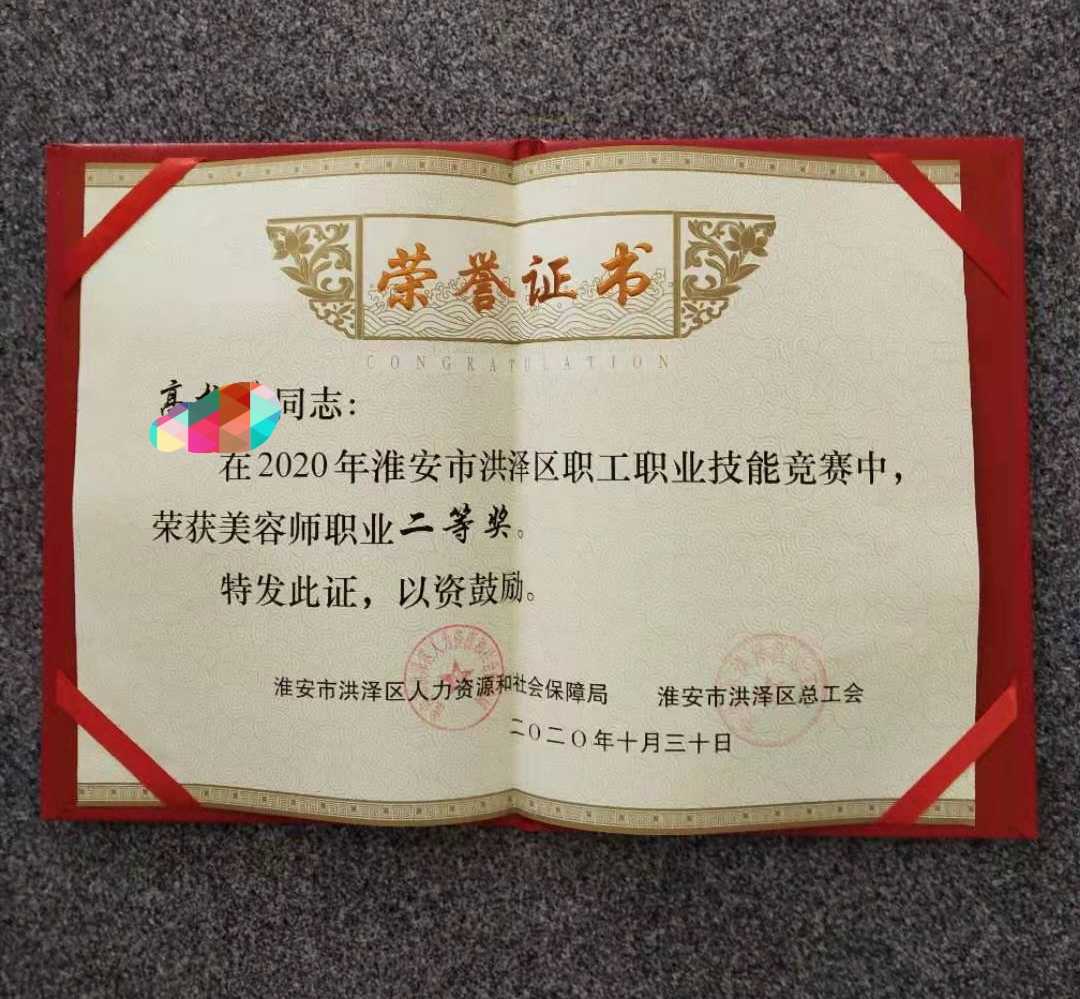 荣誉证书
CONGRATULATION
高 同志：
在2020年淮安市洪泽区职工职业技能竞赛中，
荣获美容师职业二等奖。
特发此证，以资鼓励。
淮安市洪泽区人力资源和社会保障局 淮安市洪泽区总工会
二〇二〇年十月三十日